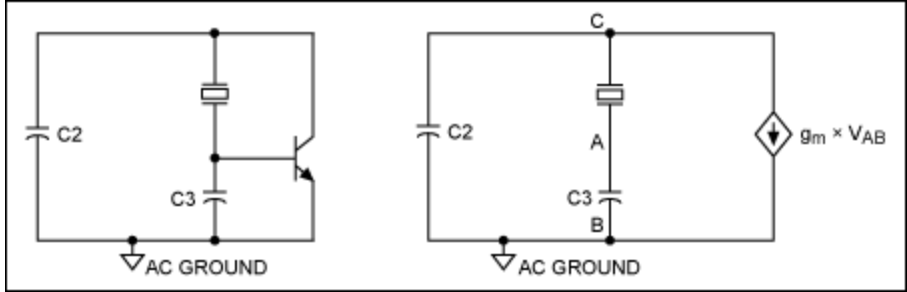 C2
C3
AC GROUND
C
C2
A
gm × VAB
C3
B
AC GROUND